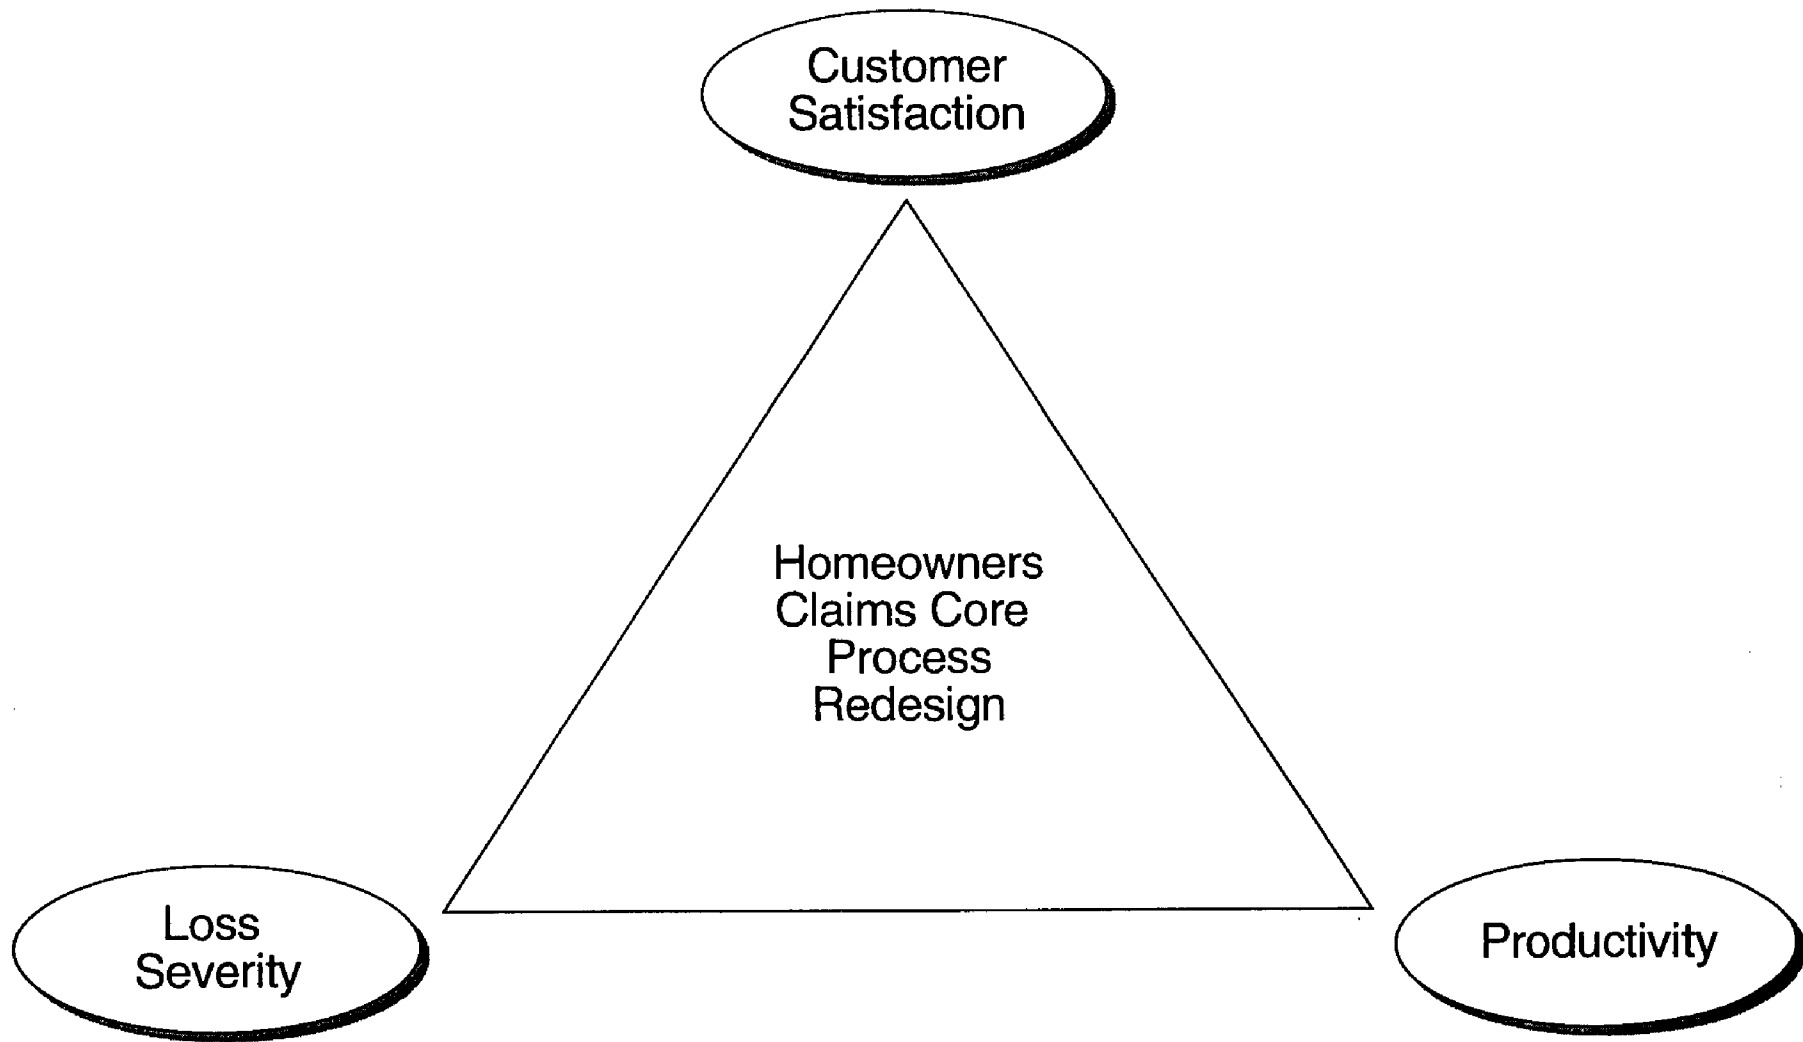 Customer
Satisfaction
Homeowners
Claims Core
Process
Redesign
Loss
Severity
Productivity